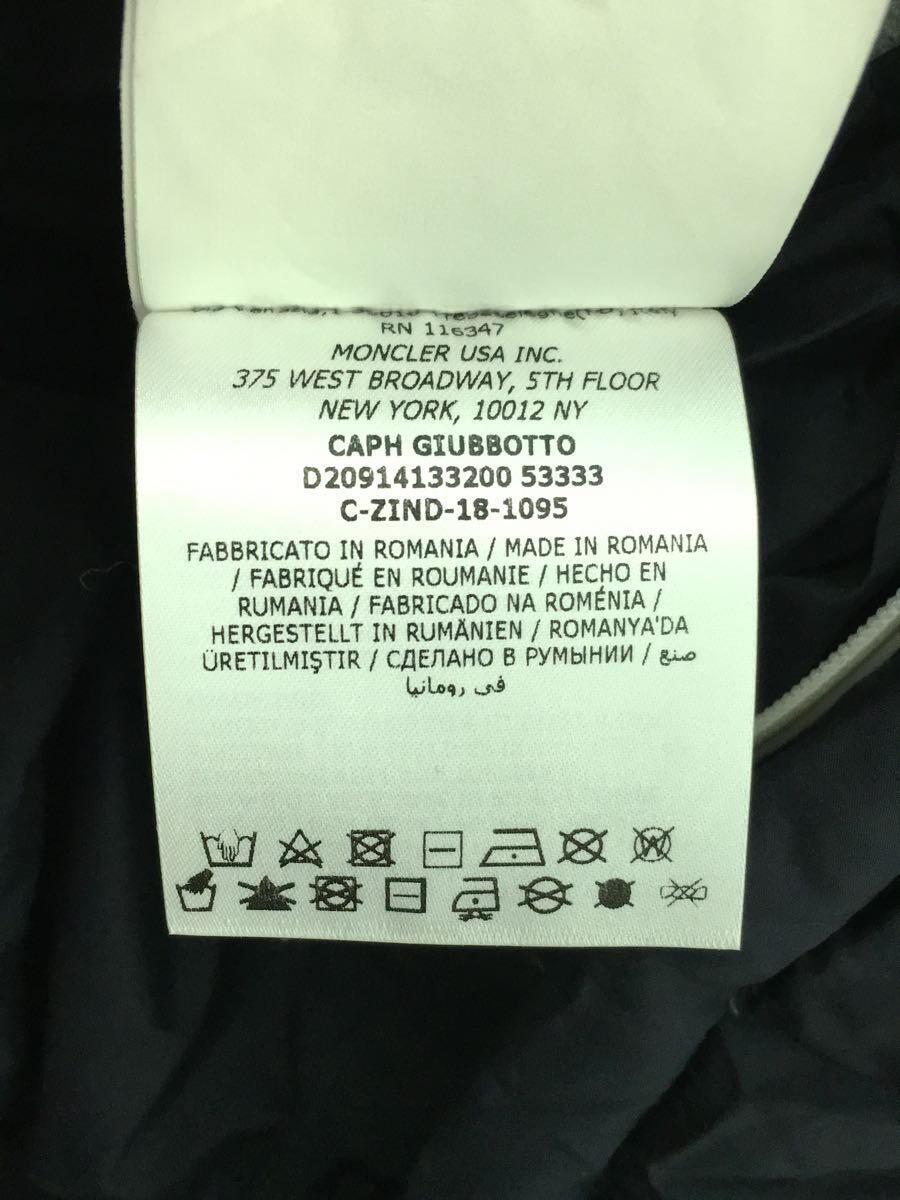 RN 116347
MONCLER USA INC.
375 WEST BROADWAY, 5TH FLOOR
NEW YORK, 10012 NY
CAPH GIUBBOTTO
D20914133200 53333
C-ZIND-18-1095
FABBRICATO IN ROMANIA / MADE IN ROMANIA
/ FABRIQUÉ EN ROUMANIE / HECHO EN
RUMANIA / FABRICADO NA ROMÉNIA /
HERGESTELLT IN RUMÄNIEN / ROMANYA'DA
ÜRETILMIŞTIR / СДЕЛАНО В РУМЫНИИ / صنع
في رومانيا
W